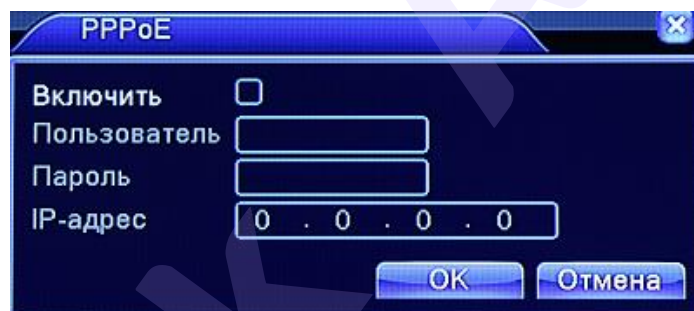 PPPoE
Включить
Пользователь
Пароль
IP-адрес 0 . 0 . 0 . 0
OK Отмена